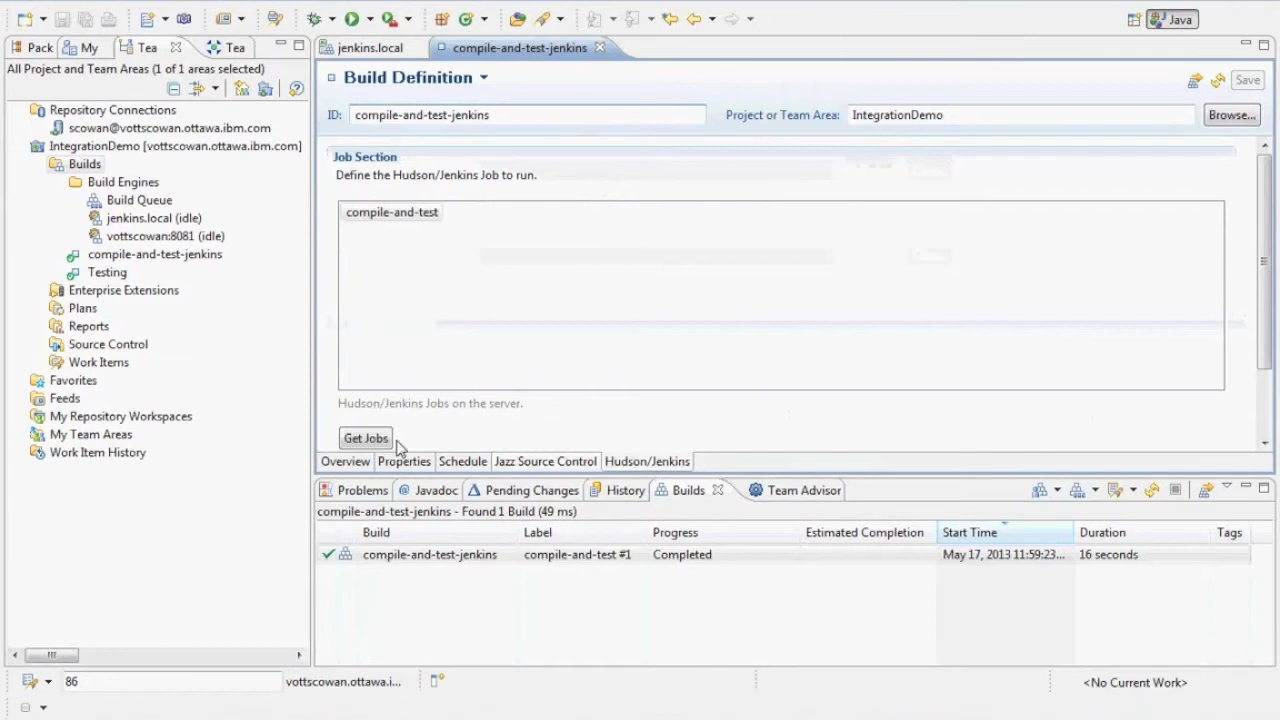 Java
Pack My Tea Tea
jenkins.local compile-and-test-jenkins
All Project and Team Areas (1 of 1 areas selected)
Build Definition
Save
ID: compile-and-test-jenkins Project or Team Area: IntegrationDemo Browse...
Repository Connections
scowan@vottscowan.ottawa.ibm.com
IntegrationDemo [vottscowan.ottawa.ibm.com]
Builds
Build Engines
Build Queue
jenkins.local (idle)
vottscowan:8081 (idle)
compile-and-test-jenkins
Testing
Enterprise Extensions
Plans
Reports
Source Control
Work Items
Favorites
Feeds
My Repository Workspaces
My Team Areas
Work Item History
Job Section
Define the Hudson/Jenkins Job to run.
compile-and-test
Hudson/Jenkins Jobs on the server.
Get Jobs
Overview Properties Schedule Jazz Source Control Hudson/Jenkins
Problems Javadoc Pending Changes History Builds Team Advisor
compile-and-test-jenkins - Found 1 Build (49 ms)
Build Label Progress Estimated Completion Start Time Duration Tags
compile-and-test-jenkins compile-and-test #1 Completed May 17, 2013 11:59:23... 16 seconds
86 vottscowan.ottawa.i... <No Current Work>